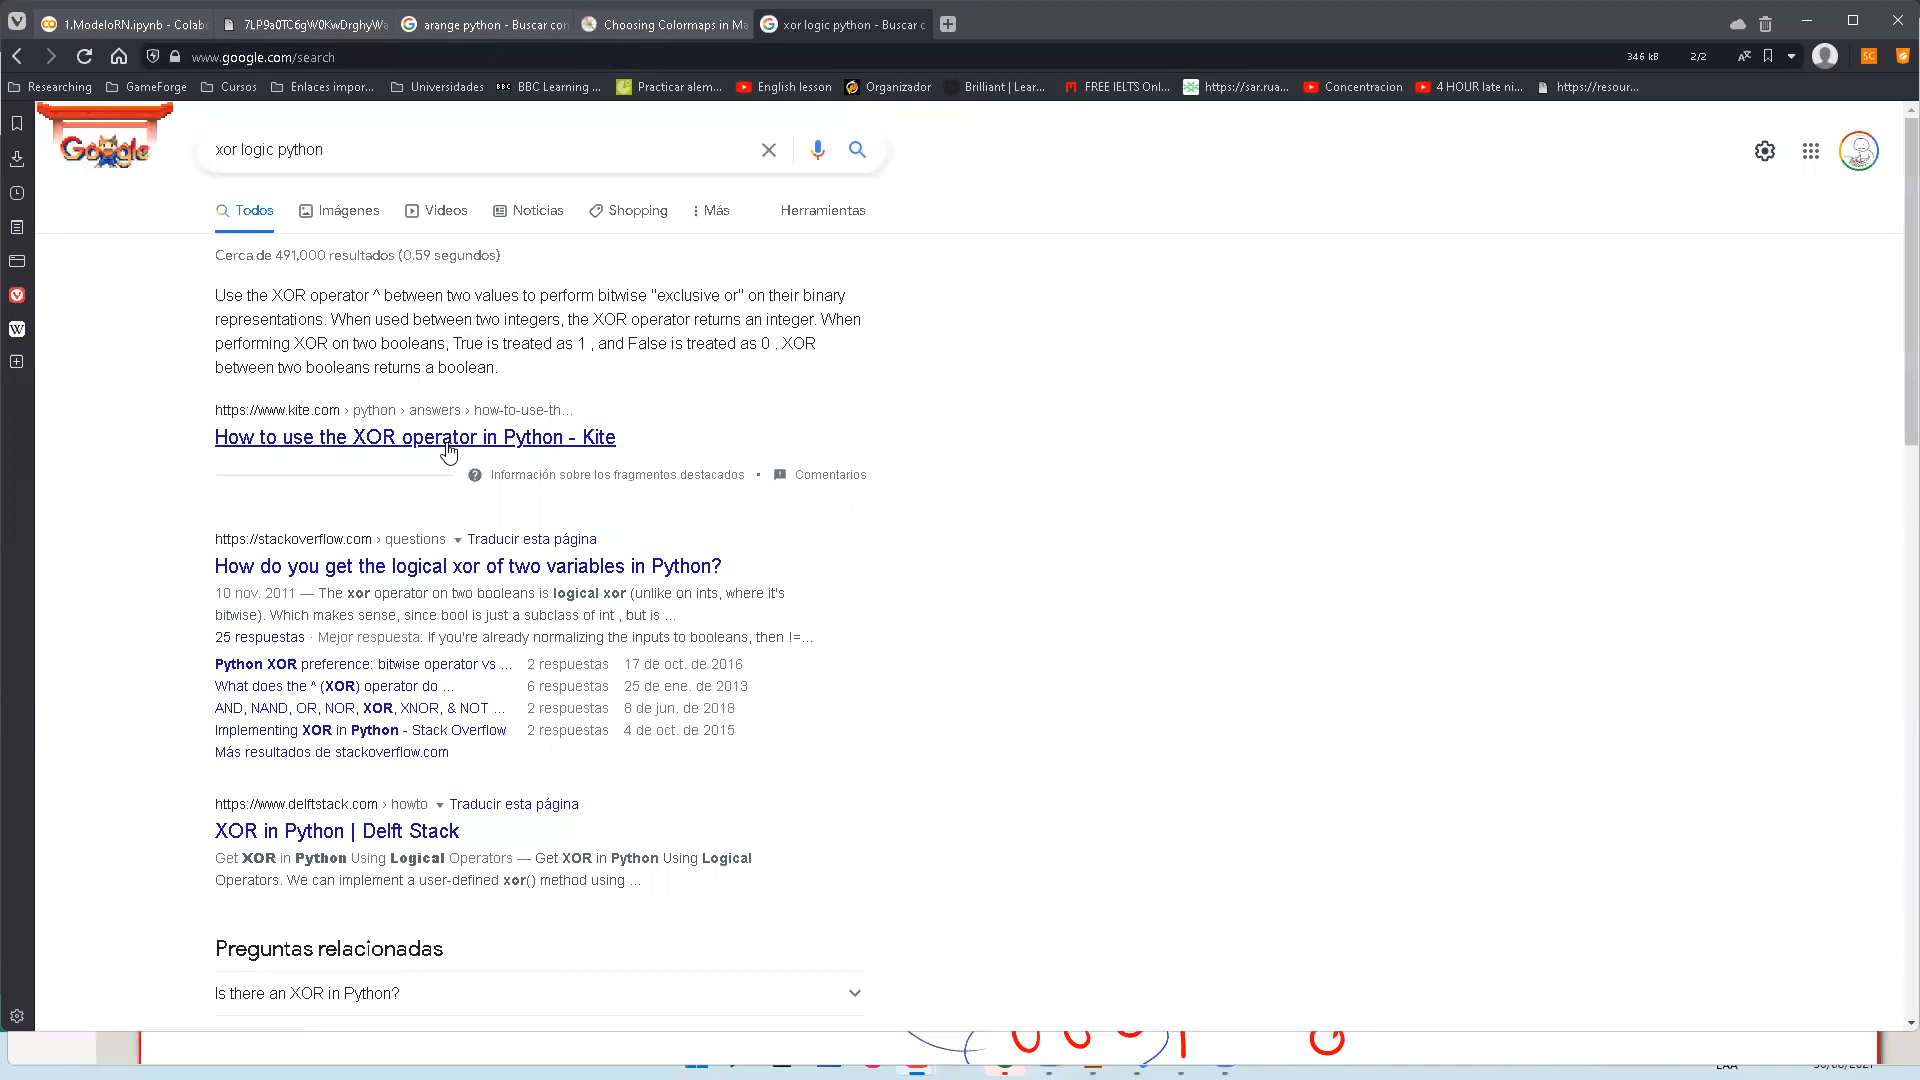 1.ModeloRN.ipynb - Colabo
7LP9a0TC6gW0KwDrghyWa
arange python - Buscar con
Choosing Colormaps in Ma
xor logic python - Buscar c
www.google.com/search
346 kB
2/2
Researching
GameForge
Cursos
Enlaces impor...
Universidades
BBC Learning ...
Practicar alem...
English lesson
Organizador
Brilliant | Lear...
FREE IELTS Onl...
https://sar.rua...
Concentracion
4 HOUR late ni...
https://resour...
Google
xor logic python
Todos
Imágenes
Videos
Noticias
Shopping
Más
Herramientas
Cerca de 491,000 resultados (0.59 segundos)
Use the XOR operator ^ between two values to perform bitwise "exclusive or" on their binary
representations. When used between two integers, the XOR operator returns an integer. When
performing XOR on two booleans, True is treated as 1 , and False is treated as 0 . XOR
between two booleans returns a boolean.
https://www.kite.com › python › answers › how-to-use-th...
How to use the XOR operator in Python - Kite
Información sobre los fragmentos destacados • Comentarios
https://stackoverflow.com › questions Traducir esta página
How do you get the logical xor of two variables in Python?
10 nov. 2011 — The xor operator on two booleans is logical xor (unlike on ints, where it's
bitwise). Which makes sense, since bool is just a subclass of int , but is ...
25 respuestas · Mejor respuesta: If you're already normalizing the inputs to booleans, then !=...
Python XOR preference: bitwise operator vs ... 2 respuestas 17 de oct. de 2016
What does the ^ (XOR) operator do ... 6 respuestas 25 de ene. de 2013
AND, NAND, OR, NOR, XOR, XNOR, & NOT ... 2 respuestas 8 de jun. de 2018
Implementing XOR in Python - Stack Overflow 2 respuestas 4 de oct. de 2015
Más resultados de stackoverflow.com
https://www.delftstack.com › howto Traducir esta página
XOR in Python | Delft Stack
Get XOR in Python Using Logical Operators — Get XOR in Python Using Logical
Operators. We can implement a user-defined xor() method using ...
Preguntas relacionadas
Is there an XOR in Python?